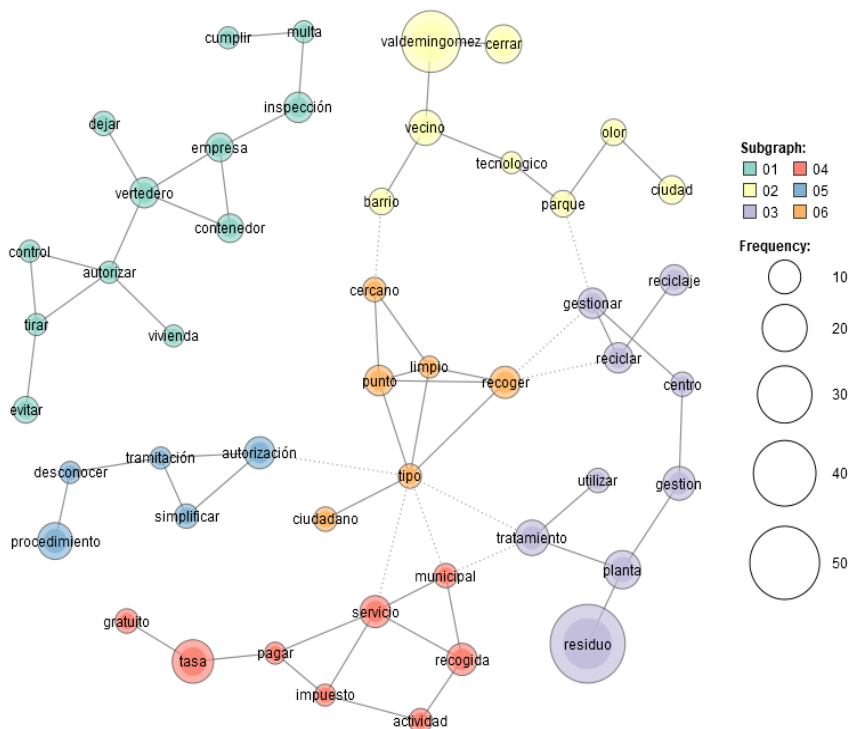 valdemingomez
cerrar
multa
cumplir
inspección
dejar
empresa
vecino
olor
tecnologico
vertedero
ciudad
barrio
parque
contenedor
control
autorizar
cercano
gestionar
reciclaje
tirar
vivienda
limpio
reciclar
punto
recoger
centro
evitar
autorización
tramitación
desconocer
tipo
utilizar
gestion
simplificar
ciudadano
procedimiento
tratamiento
municipal
planta
servicio
gratuito
residuo
tasa
pagar
recogida
impuesto
actividad
Subgraph:
01 04
02 05
03 06
Frequency:
10
20
30
40
50